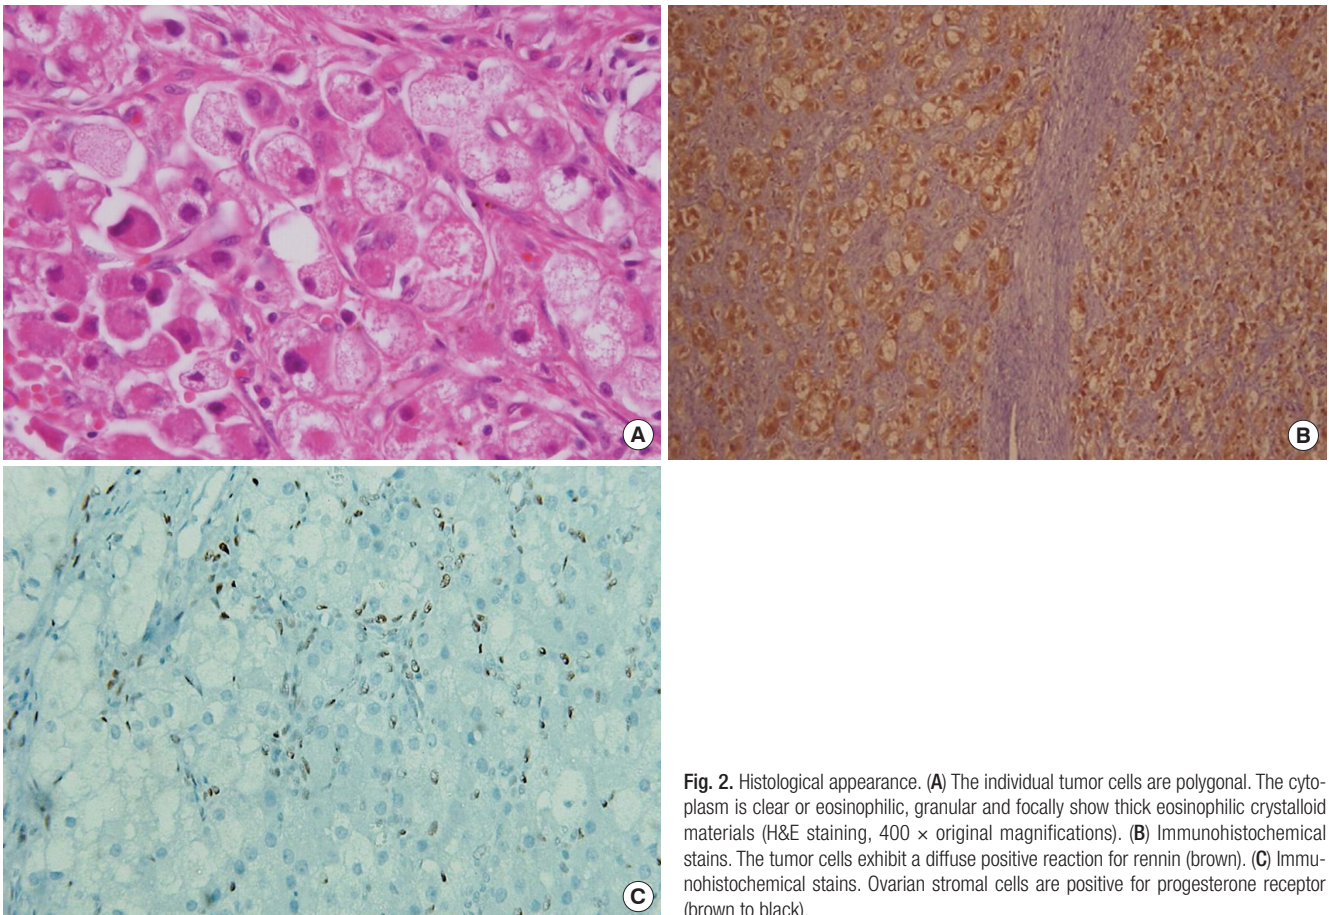 A
B
C
Fig. 2. Histological appearance. (A) The individual tumor cells are polygonal. The cyto-
plasm is clear or eosinophilic, granular and focally show thick eosinophilic crystalloid
materials (H&E staining, 400 × original magnifications). (B) Immunohistochemical
stains. The tumor cells exhibit a diffuse positive reaction for rennin (brown). (C) Immu-
nohistochemical stains. Ovarian stromal cells are positive for progesterone receptor
(brown to black).